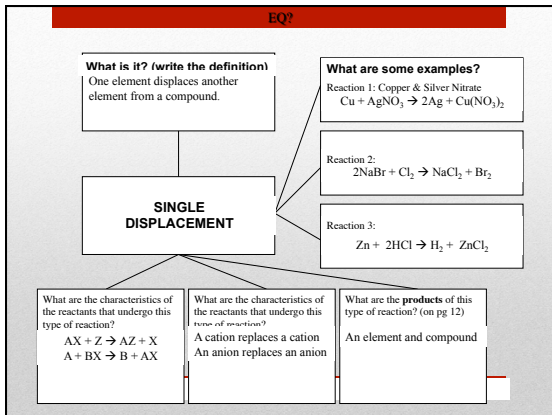 EQ?
What is it? (write the definition)
One element displaces another
element from a compound.
What are some examples?
Reaction 1: Copper & Silver Nitrate
Cu + AgNO₃ → 2Ag + Cu(NO₃)₂
Reaction 2:
2NaBr + Cl₂ → NaCl₂ + Br₂
Reaction 3:
Zn + 2HCl → H₂ + ZnCl₂
SINGLE
DISPLACEMENT
What are the characteristics of
the reactants that undergo this
type of reaction?
AX + Z → AZ + X
A + BX → B + AX
What are the characteristics of
the reactants that undergo this
type of reaction?
A cation replaces a cation
An anion replaces an anion
What are the products of this
type of reaction? (on pg 12)
An element and compound